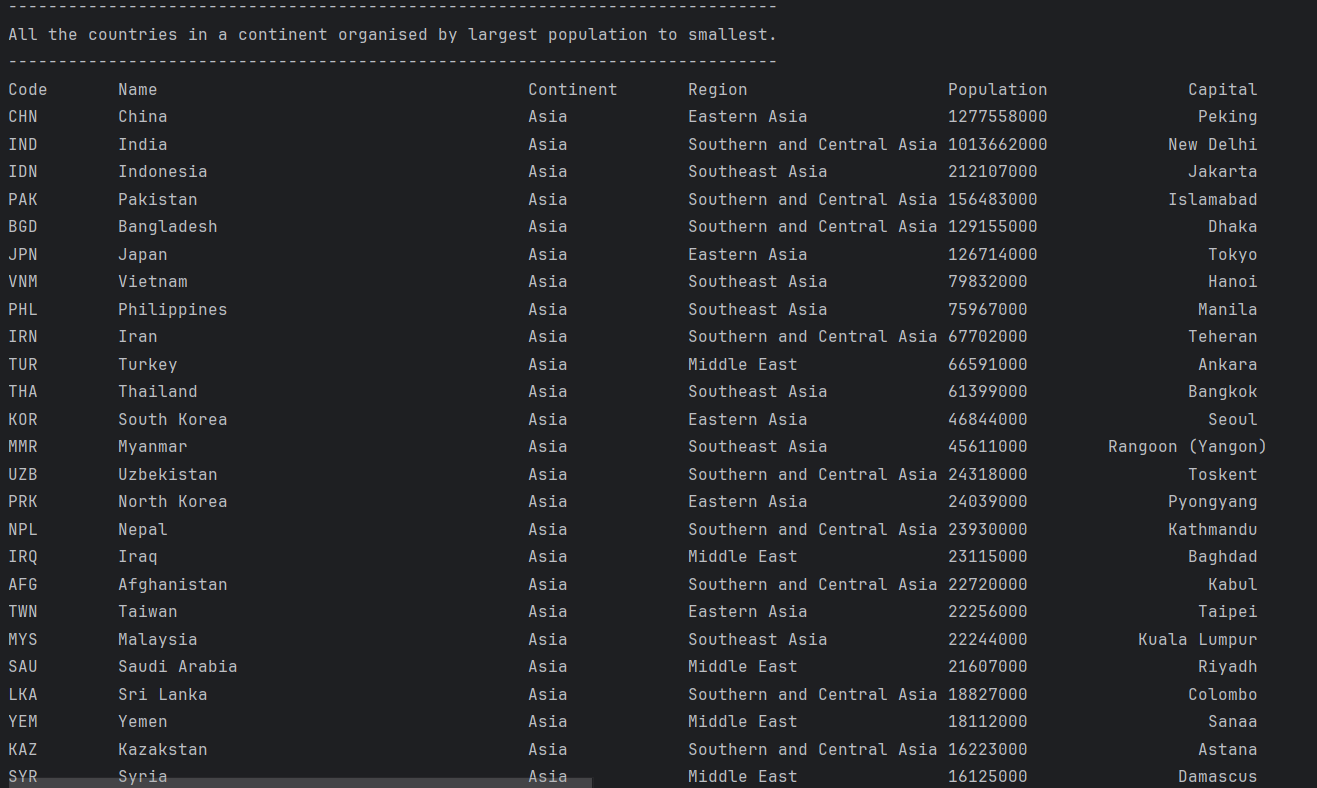 -----------------------------------------------------------------------------
All the countries in a continent organised by largest population to smallest.
-----------------------------------------------------------------------------
Code Name Continent Region Population Capital
CHN China Asia Eastern Asia 1277558000 Peking
IND India Asia Southern and Central Asia 1013662000 New Delhi
IDN Indonesia Asia Southeast Asia 212107000 Jakarta
PAK Pakistan Asia Southern and Central Asia 156483000 Islamabad
BGD Bangladesh Asia Southern and Central Asia 129155000 Dhaka
JPN Japan Asia Eastern Asia 126714000 Tokyo
VNM Vietnam Asia Southeast Asia 79832000 Hanoi
PHL Philippines Asia Southeast Asia 75967000 Manila
IRN Iran Asia Southern and Central Asia 67702000 Teheran
TUR Turkey Asia Middle East 66591000 Ankara
THA Thailand Asia Southeast Asia 61399000 Bangkok
KOR South Korea Asia Eastern Asia 46844000 Seoul
MMR Myanmar Asia Southeast Asia 45611000 Rangoon (Yangon)
UZB Uzbekistan Asia Southern and Central Asia 24318000 Toskent
PRK North Korea Asia Eastern Asia 24039000 Pyongyang
NPL Nepal Asia Southern and Central Asia 23930000 Kathmandu
IRQ Iraq Asia Middle East 23115000 Baghdad
AFG Afghanistan Asia Southern and Central Asia 22720000 Kabul
TWN Taiwan Asia Eastern Asia 22256000 Taipei
MYS Malaysia Asia Southeast Asia 22244000 Kuala Lumpur
SAU Saudi Arabia Asia Middle East 21607000 Riyadh
LKA Sri Lanka Asia Southern and Central Asia 18827000 Colombo
YEM Yemen Asia Middle East 18112000 Sanaa
KAZ Kazakstan Asia Southern and Central Asia 16223000 Astana
SYR Syria Asia Middle East 16125000 Damascus